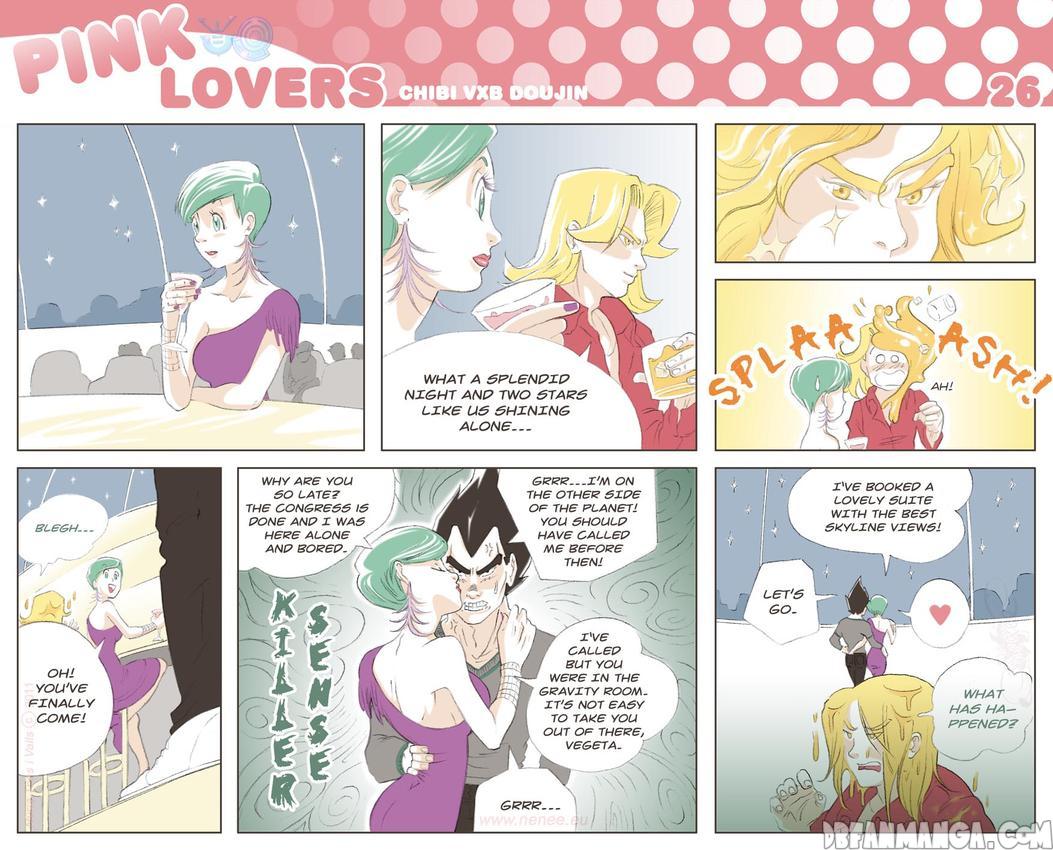 PINK
LOVERS
CHIBI VXB DOUJIN
26
WHAT A SPLENDID
NIGHT AND TWO STARS
LIKE US SHINING
ALONE...
SPLAA
ASH!
AH!
BLEGH...
OH!
YOU'VE
FINALLY
COME!
WHY ARE YOU
SO LATE?
THE CONGRESS IS
DONE AND I WAS
HERE ALONE
AND BORED.
GRRR...I'M ON
THE OTHER SIDE
OF THE PLANET!
YOU SHOULD
HAVE CALLED
ME BEFORE
THEN!
KILLER
SENSE
I'VE
CALLED
BUT YOU
WERE IN THE
GRAVITY ROOM.
IT'S NOT EASY
TO TAKE YOU
OUT OF THERE,
VEGETA.
GRRR...
www.nenee.eu
I'VE BOOKED A
LOVELY SUITE
WITH THE BEST
SKYLINE VIEWS!
LET'S
GO.
WHAT
HAS HA-
PPENED?
DBFANMANGA.COM